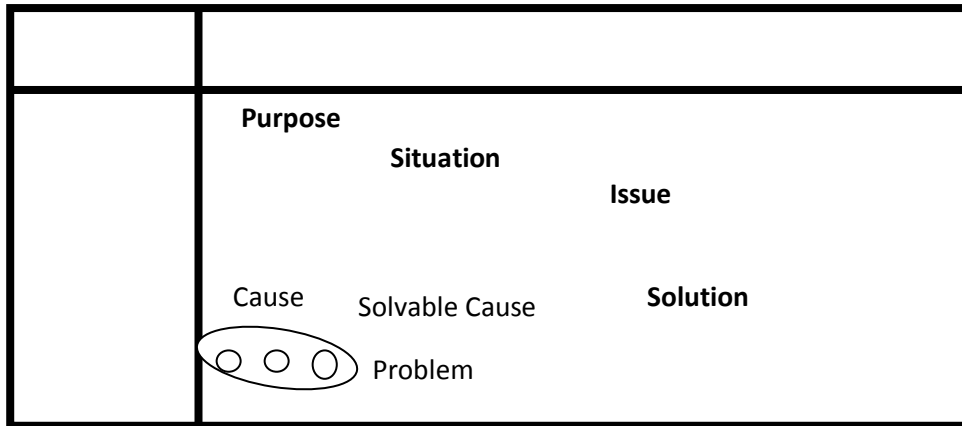 Purpose
Situation
Issue
Cause
Solvable Cause
Solution
Problem